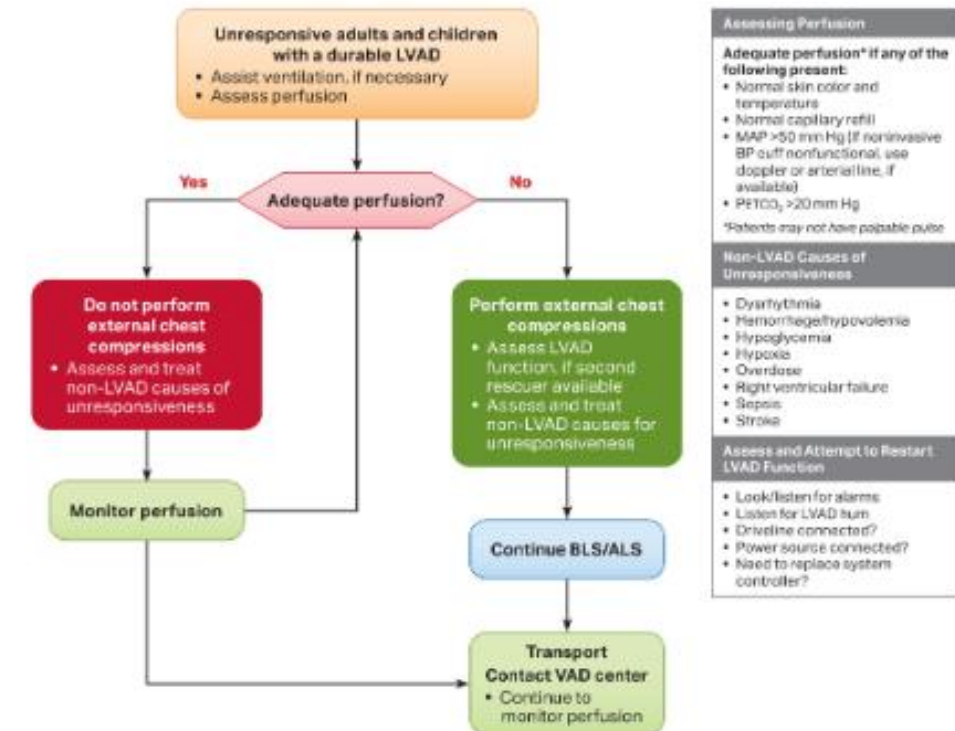 Unresponsive adults and children
with a durable LVAD
• Assist ventilation, if necessary
• Assess perfusion
Yes
Adequate perfusion?
No
Do not perform
external chest
compressions
• Assess and treat
non-LVAD causes of
unresponsiveness
Perform external chest
compressions
• Assess LVAD
function, if second
rescuer available
• Assess and treat
non-LVAD causes for
unresponsiveness
Monitor perfusion
Continue BLS/ALS
Transport
Contact VAD center
• Continue to
monitor perfusion
Assessing Perfusion
Adequate perfusion* if any of the
following present:
• Normal skin color and
temperature
• Normal capillary refill
• MAP >50 mm Hg (if noninvasive
BP cuff nonfunctional, use
doppler or arterial line, if
available)
• PETCO₂ >20 mm Hg
*Patients may not have palpable pulse
Non-LVAD Causes of
Unresponsiveness
• Dysrhythmia
• Hemorrhage/hypovolemia
• Hypoglycemia
• Hypoxia
• Overdose
• Right ventricular failure
• Sepsis
• Stroke
Assess and Attempt to Restart
LVAD Function
• Look/listen for alarms
• Listen for LVAD hum
• Driveline connected?
• Power source connected?
• Need to replace system
controller?